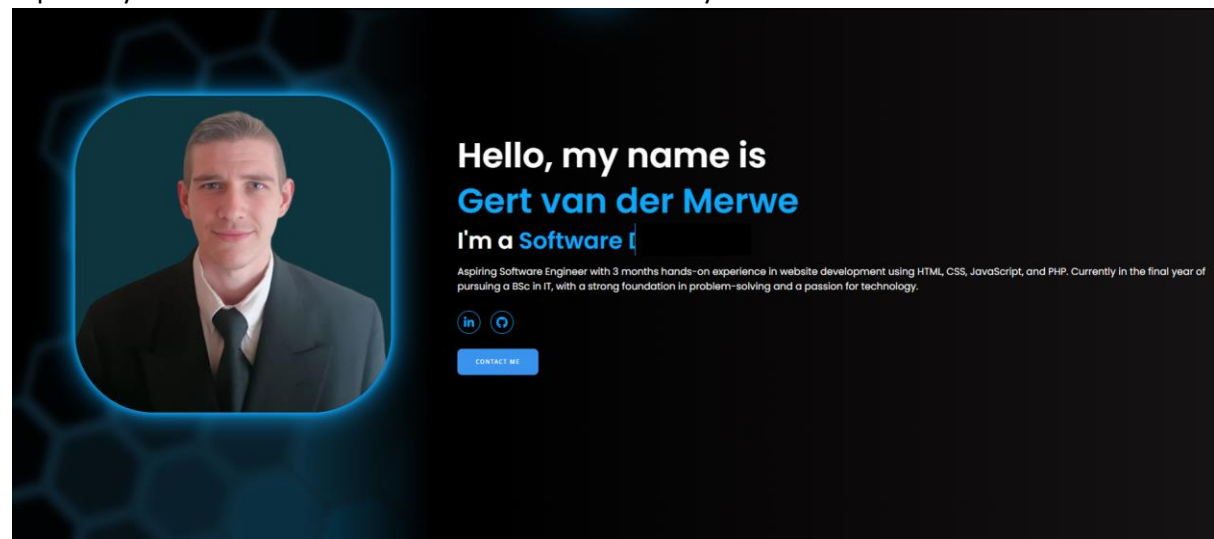 Hello, my name is
Gert van der Merwe
I'm a Software D
Aspiring Software Engineer with 3 months hands-on experience in website development using HTML, CSS, JavaScript, and PHP. Currently in the final year of
pursuing a BSc in IT, with a strong foundation in problem-solving and a passion for technology.
in
CONTACT ME